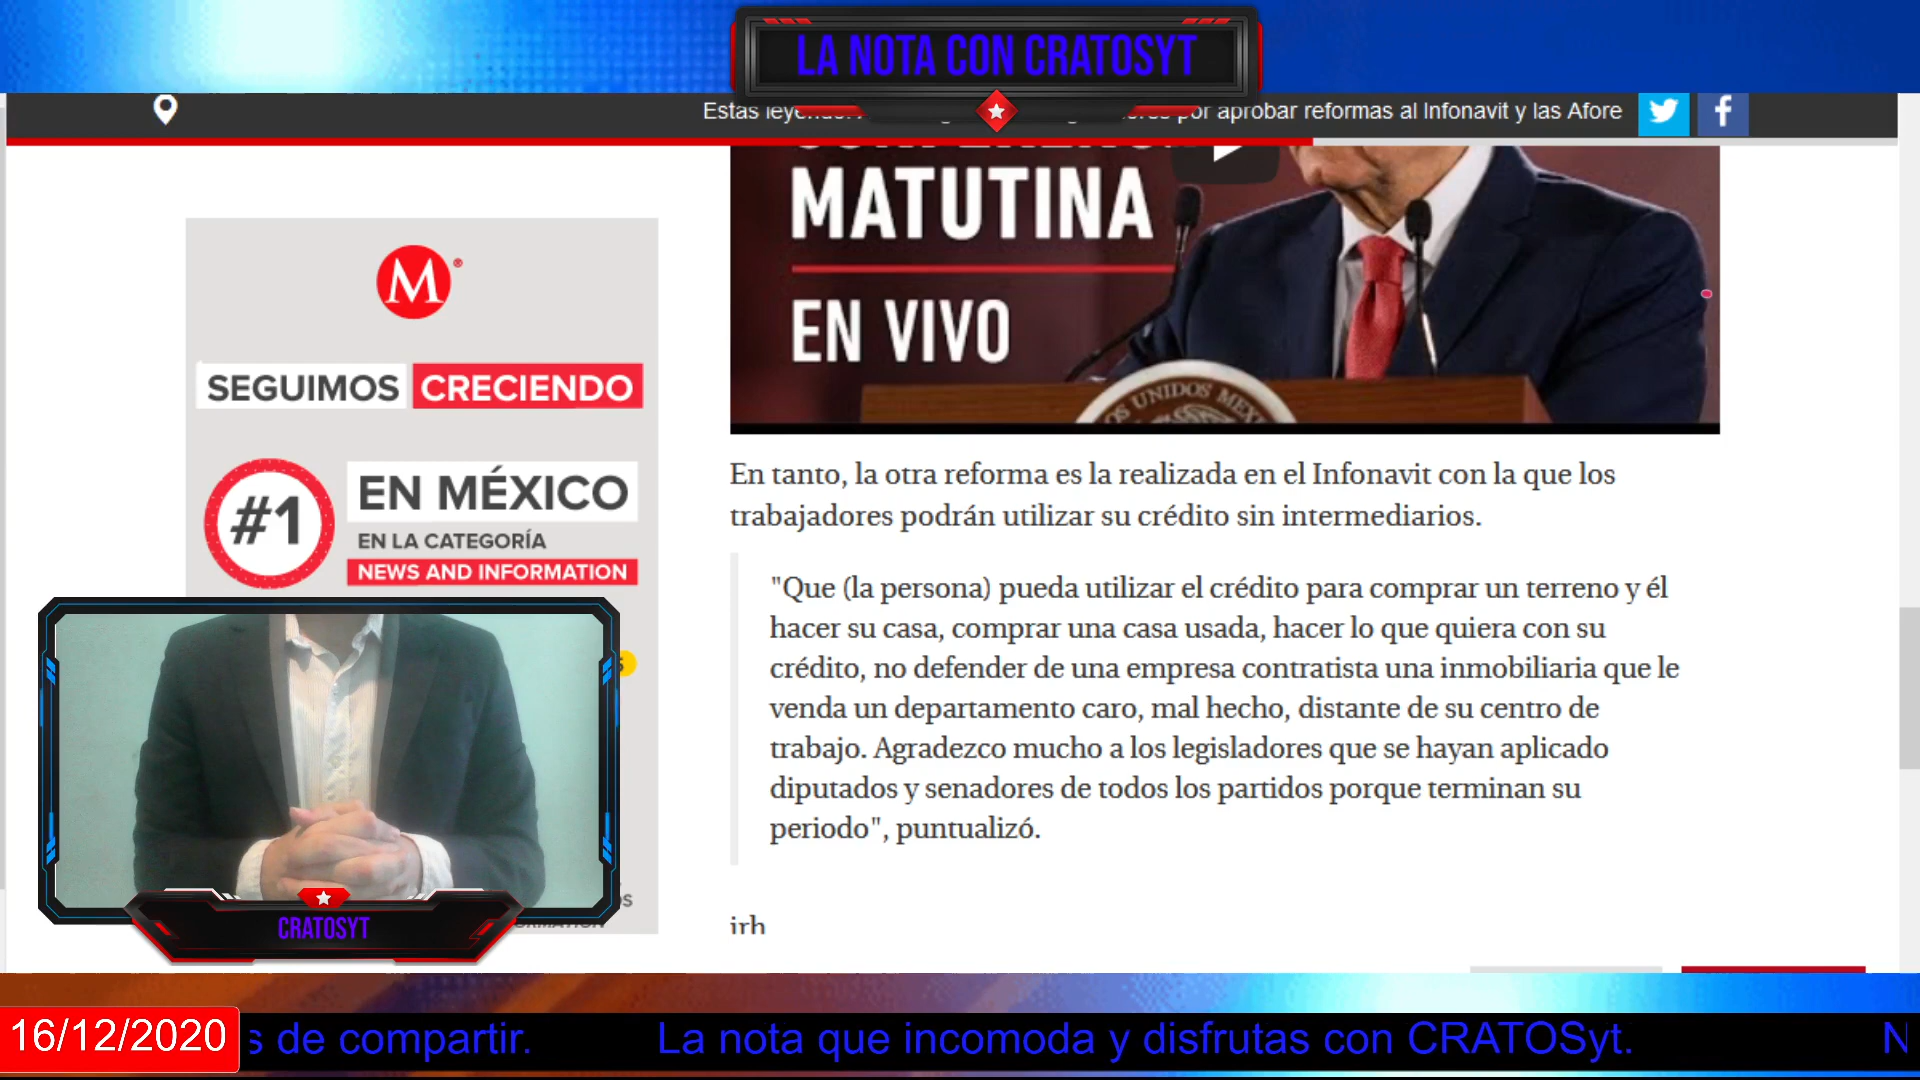 LA NOTA CON CRATOSYT
Estas por aprobar reformas al Infonavit y las Afore
MATUTINA
EN VIVO
M
SEGUIMOS CRECIENDO
#1 EN MÉXICO
EN LA CATEGORÍA
NEWS AND INFORMATION
UNIDOS
En tanto, la otra reforma es la realizada en el Infonavit con la que los
trabajadores podrán utilizar su crédito sin intermediarios.
"Que (la persona) pueda utilizar el crédito para comprar un terreno y él
hacer su casa, comprar una casa usada, hacer lo que quiera con su
crédito, no defender de una empresa contratista una inmobiliaria que le
venda un departamento caro, mal hecho, distante de su centro de
trabajo. Agradezco mucho a los legisladores que se hayan aplicado
diputados y senadores de todos los partidos porque terminan su
periodo", puntualizó.
irh
CRATOSYT
16/12/2020 s de compartir. La nota que incomoda y disfrutas con CRATOSyt. N